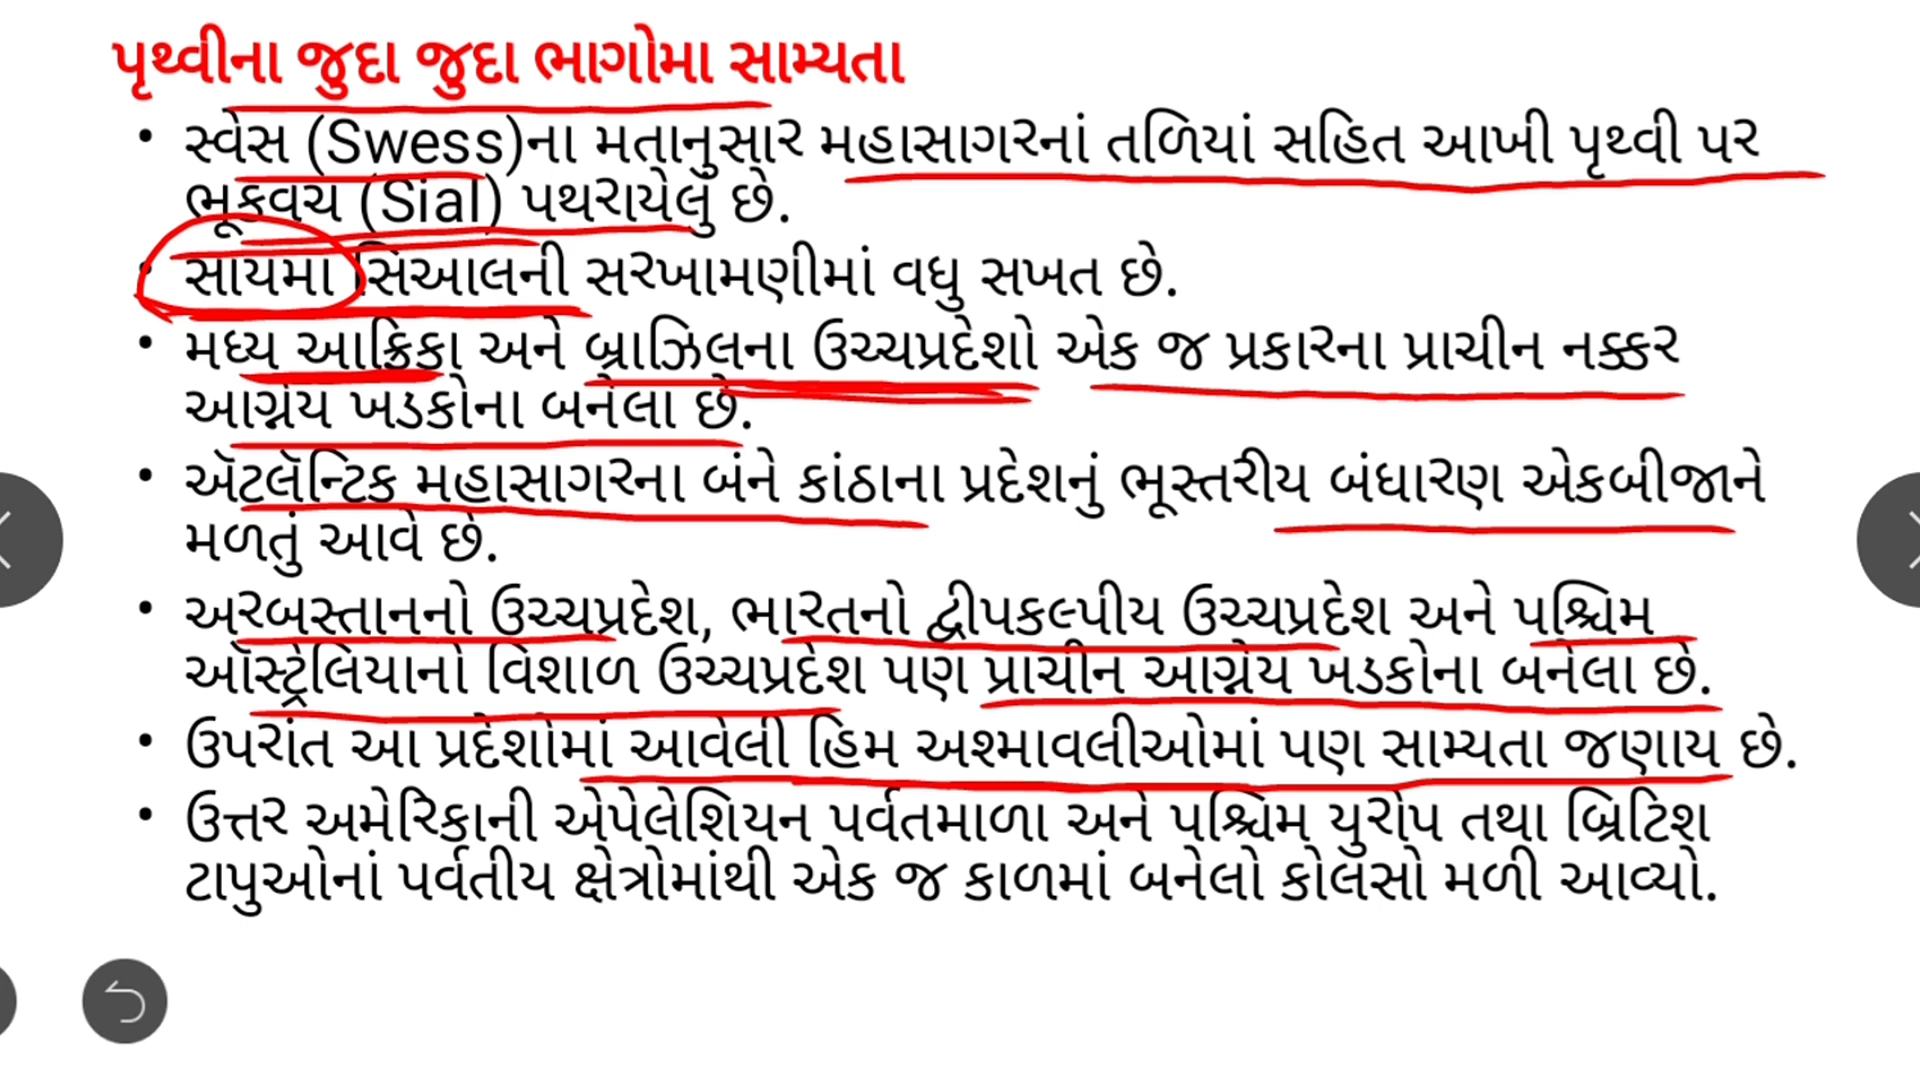 પૃથ્વીના જુદા જુદા ભાગોમા સામ્યતા
• સ્વેસ (Swess)ના મતાનુસાર મહાસાગરનાં તળિયાં સહિત આખી પૃથ્વી પર
ભૂકવચ (Sial) પથરાયેલું છે.
• સાયમા સિઆલની સરખામણીમાં વધુ સખત છે.
• મધ્ય આફ્રિકા અને બ્રાઝિલના ઉચ્ચપ્રદેશો એક જ પ્રકારના પ્રાચીન નક્કર
આગ્નેય ખડકોના બનેલા છે.
• ઍટલૅન્ટિક મહાસાગરના બંને કાંઠાના પ્રદેશનું ભૂસ્તરીય બંધારણ એકબીજાને
મળતું આવે છે.
• અરબસ્તાનનો ઉચ્ચપ્રદેશ, ભારતનો દ્વીપકલ્પીય ઉચ્ચપ્રદેશ અને પશ્ચિમ
ઑસ્ટ્રેલિયાનો વિશાળ ઉચ્ચપ્રદેશ પણ પ્રાચીન આગ્નેય ખડકોના બનેલા છે.
• ઉપરાંત આ પ્રદેશોમાં આવેલી હિમ અશ્માવલીઓમાં પણ સામ્યતા જણાય છે.
• ઉત્તર અમેરિકાની એપેલેશિયન પર્વતમાળા અને પશ્ચિમ યુરોપ તથા બ્રિટિશ
ટાપુઓનાં પર્વતીય ક્ષેત્રોમાંથી એક જ કાળમાં બનેલો કોલસો મળી આવ્યો.